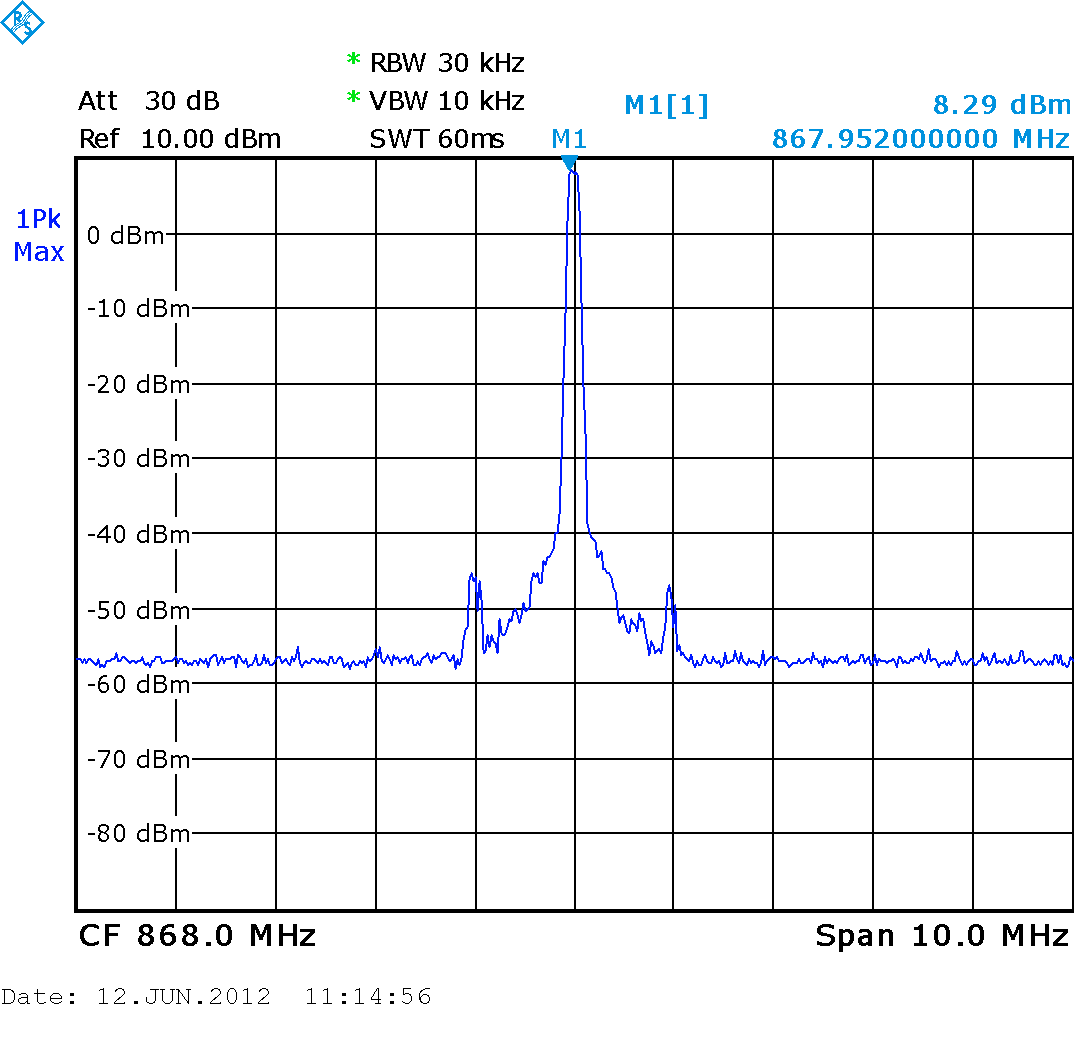 R/S
* RBW 30 kHz
Att 30 dB * VBW 10 kHz M1[1] 8.29 dBm
Ref 10.00 dBm SWT 60ms M1 867.952000000 MHz
1Pk
Max
0 dBm
-10 dBm
-20 dBm
-30 dBm
-40 dBm
-50 dBm
-60 dBm
-70 dBm
-80 dBm
CF 868.0 MHz Span 10.0 MHz
Date: 12.JUN.2012 11:14:56